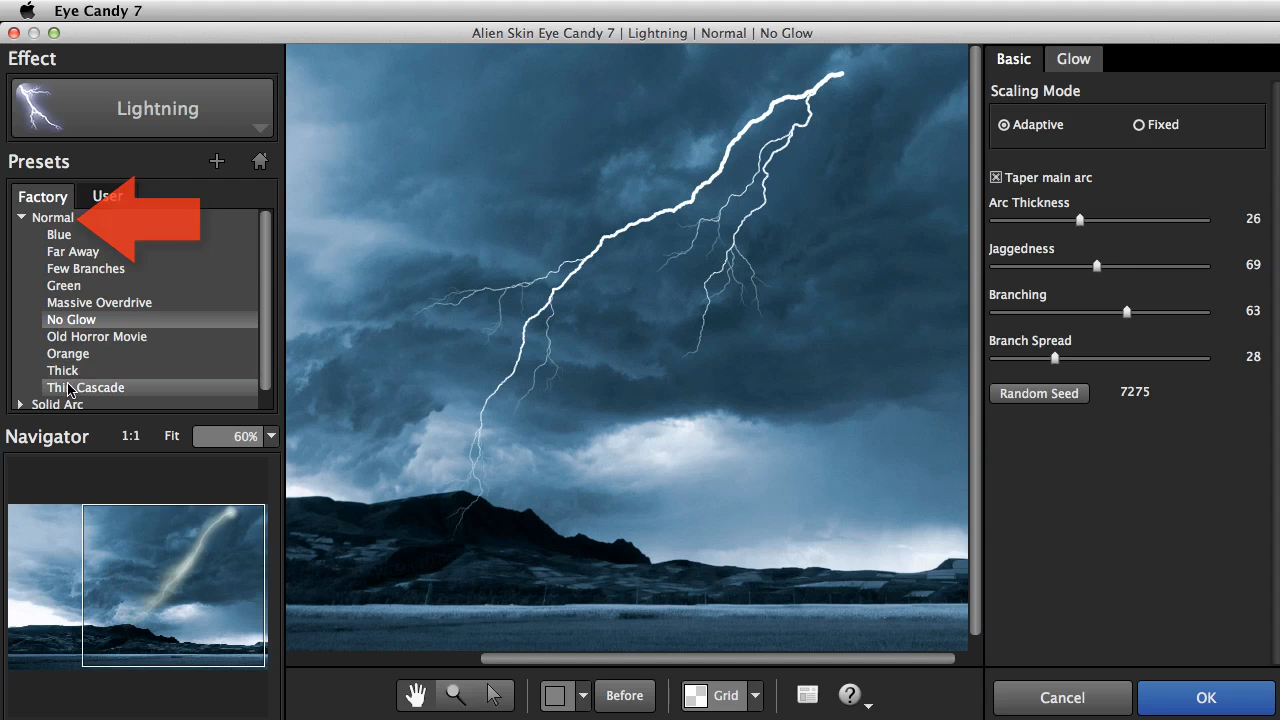 Eye Candy 7
Alien Skin Eye Candy 7 | Lightning | Normal | No Glow
Effect
Lightning
Presets
Factory
User
Normal
Blue
Far Away
Few Branches
Green
Massive Overdrive
No Glow
Old Horror Movie
Orange
Thick
Cascade
Solid Arc
Navigator 1:1 Fit 60%
Basic Glow
Scaling Mode
Adaptive Fixed
Taper main arc
Arc Thickness
26
Jaggedness
69
Branching
63
Branch Spread
28
Random Seed 7275
Before Grid ?
Cancel OK